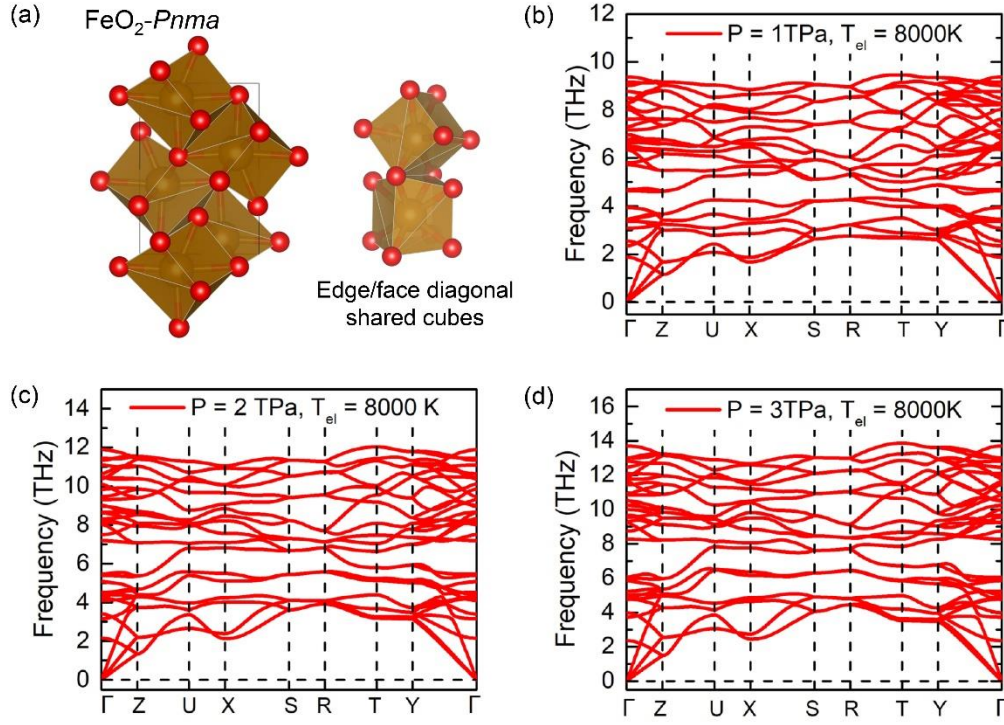 (a)
FeO₂-Pnma
Edge/face diagonal
shared cubes
(b)
P = 1TPa, Tel = 8000K
Frequency (THz)
12
10
8
6
4
2
0
Γ Z U X S R T Y Γ
(c)
P = 2 TPa, Tel = 8000 K
Frequency (THz)
14
12
10
8
6
4
2
0
Γ Z U X S R T Y Γ
(d)
P = 3TPa, Tel = 8000K
Frequency (THz)
16
14
12
10
8
6
4
2
0
Γ Z U X S R T Y Γ